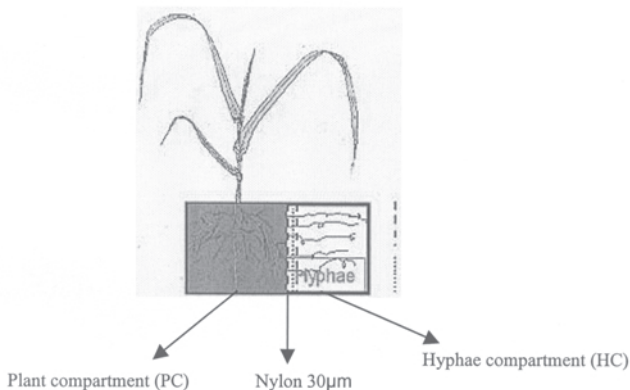 Hyphae
Hyphae compartment (HC)
Plant compartment (PC)
Nylon 30µm